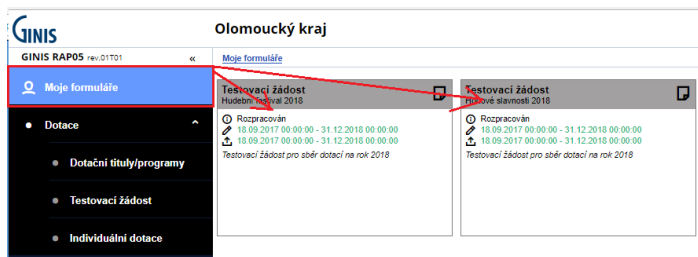 GINIS
Olomoucký kraj
GINIS RAP05 rev.01T01 «
Moje formuláře
Moje formuláře
Dotace
Dotační tituly/programy
Testovací žádost
Individuální dotace
Testovací žádost
Hudební festival 2018
Rozpracován
18.09.2017 00:00:00 - 31.12.2018 00:00:00
18.09.2017 00:00:00 - 31.12.2018 00:00:00
Testovací žádost pro sběr dotací na rok 2018
Testovací žádost
slavnosti 2018
Rozpracován
18.09.2017 00:00:00 - 31.12.2018 00:00:00
18.09.2017 00:00:00 - 31.12.2018 00:00:00
Testovací žádost pro sběr dotací na rok 2018